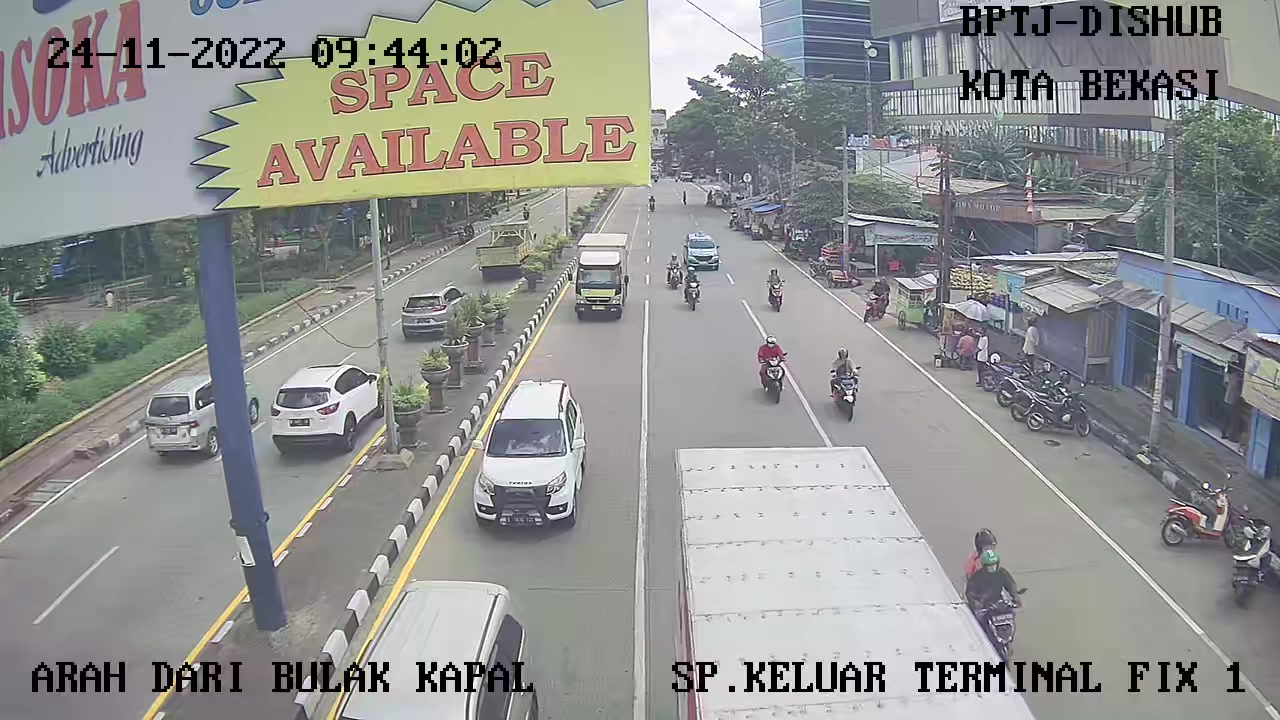 24-11-2022 09:44:02
BPTJ-DISHUB
KOTA BEKASI
Advertising
SPACE
AVAILABLE
ARAH DARI BULAK KAPAL
SP.KELUAR TERMINAL FIX 1